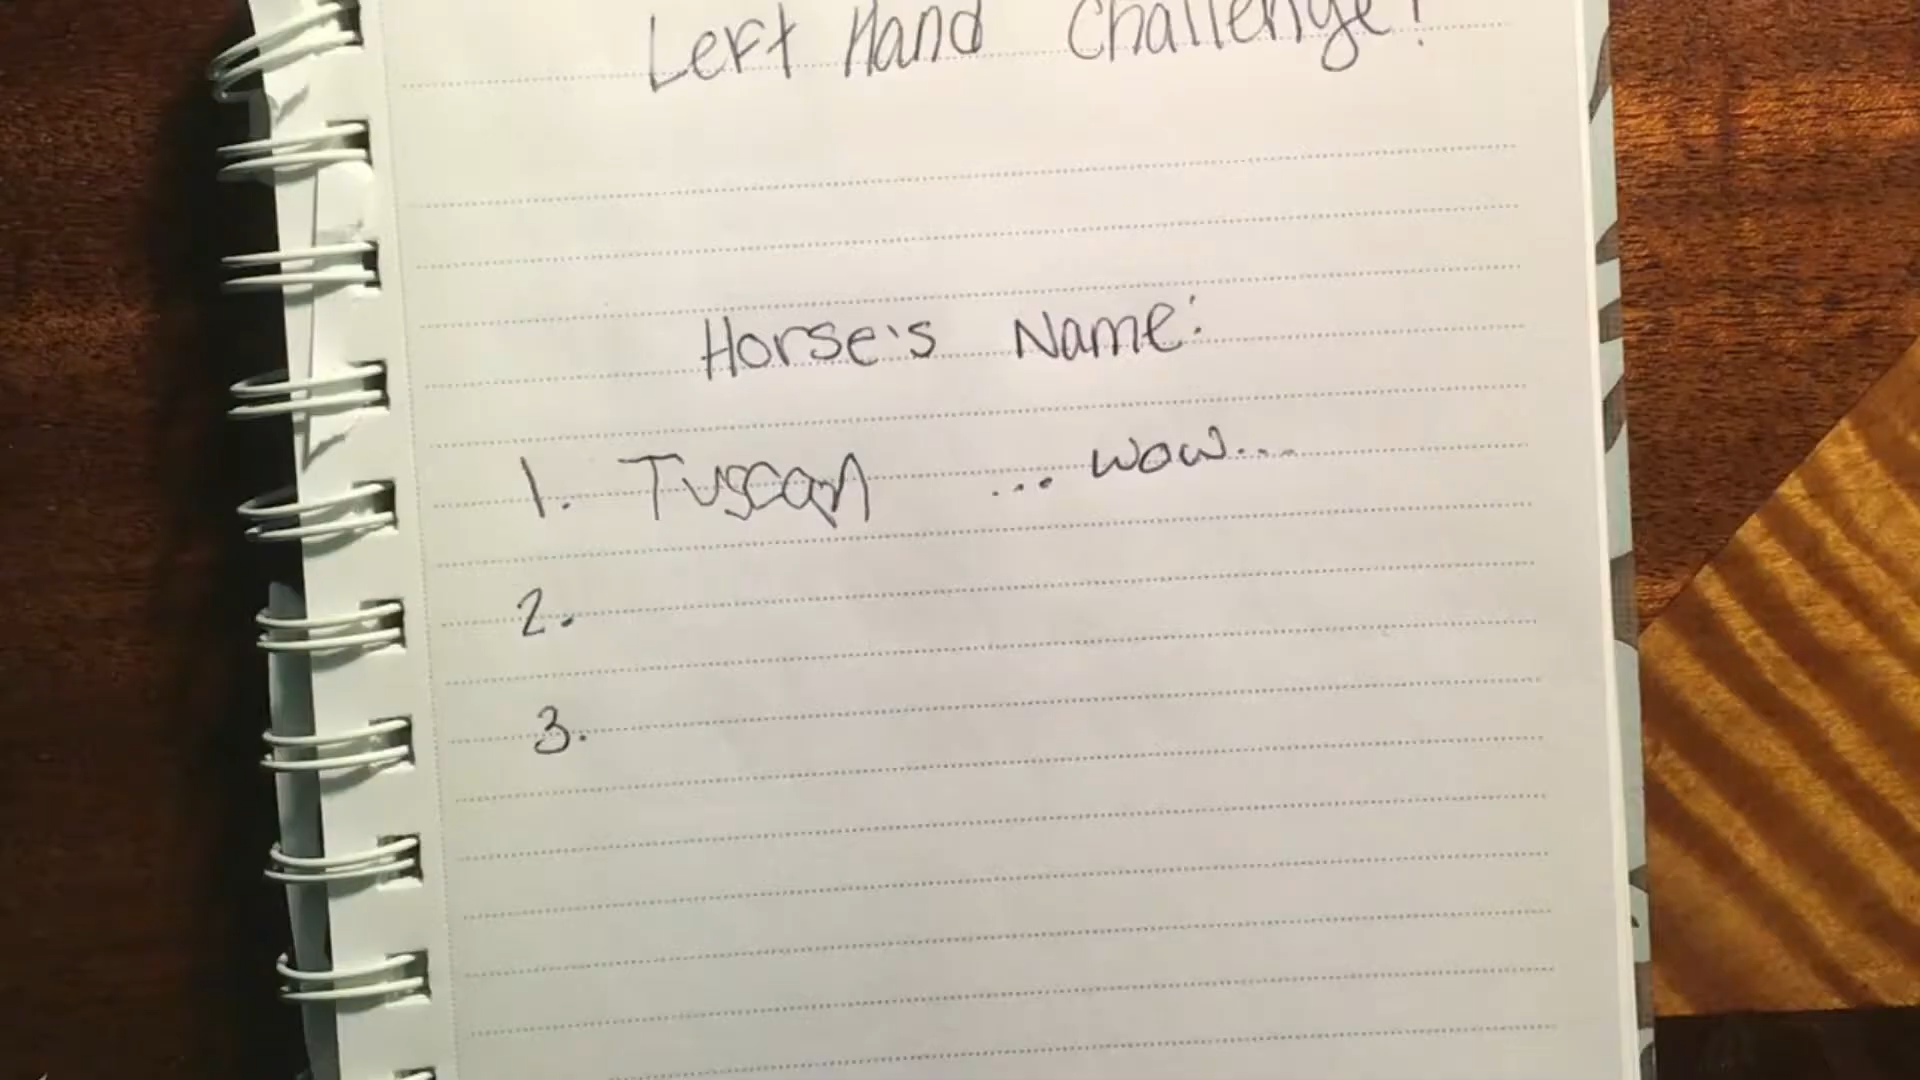 Left Hand Challenge!
Horse's Name:
1. Tuscan ... wow...
2.
3.